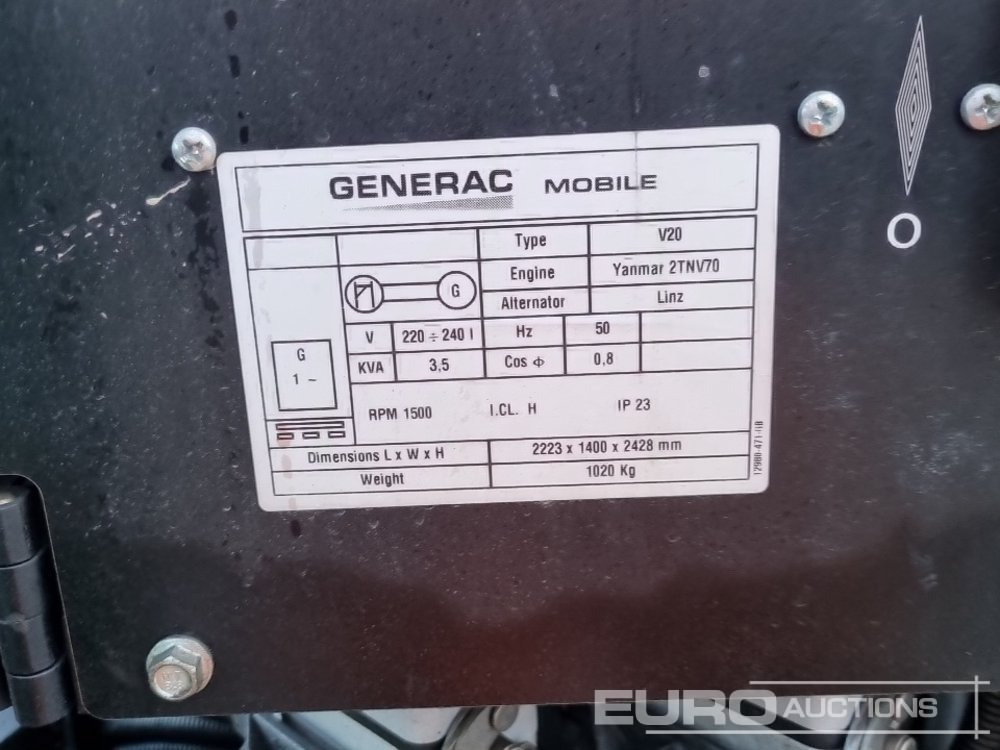 GENERAC MOBILE
Type V20
Engine Yanmar 2TNV70
G
Alternator Linz
V 220 ÷ 240 I Hz 50
G
1 ~
KVA 3,5 Cos ϕ 0,8
RPM 1500 I.CL. H IP 23
Dimensions L x W x H 2223 x 1400 x 2428 mm
Weight 1020 Kg
O
EURO AUCTIONS